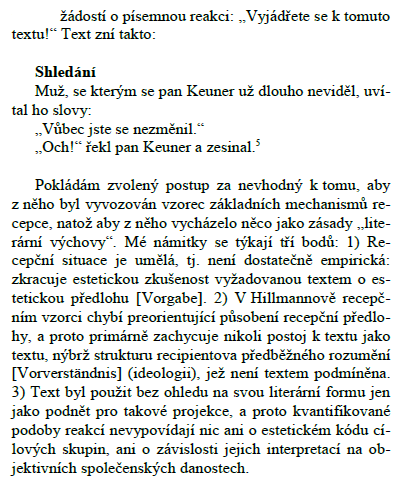 žádostí o písemnou reakci: „Vyjádřete se k tomuto
textu!“ Text zní takto:
Shledání
Muž, se kterým se pan Keuner už dlouho neviděl, uví-
tal ho slovy:
„Vůbec jste se nezměnil.“
„Och!“ řekl pan Keuner a zesinal.5
Pokládám zvolený postup za nevhodný k tomu, aby
z něho byl vyvozován vzorec základních mechanismů re-
cepce, natož aby z něho vycházelo něco jako zásady „lite-
rární výchovy“. Mé námitky se týkají tří bodů: 1) Re-
cepční situace je umělá, tj. není dostatečně empirická:
zkracuje estetickou zkušenost vyžadovanou textem o es-
tetickou předlohu [Vorgabe]. 2) V Hillmannově recepč-
ním vzorci chybí preorientující působení recepční předlo-
hy, a proto primárně zachycuje nikoli postoj k textu jako
textu, nýbrž strukturu recipientova předběžného rozumění
[Vorverständnis] (ideologii), jež není textem podmíněna.
3) Text byl použit bez ohledu na svou literární formu jen
jako podnět pro takové projekce, a proto kvantifikované
podoby reakcí nevypovídají nic ani o estetickém kódu cí-
lových skupin, ani o závislosti jejich interpretací na ob-
jektivních společenských danostech.